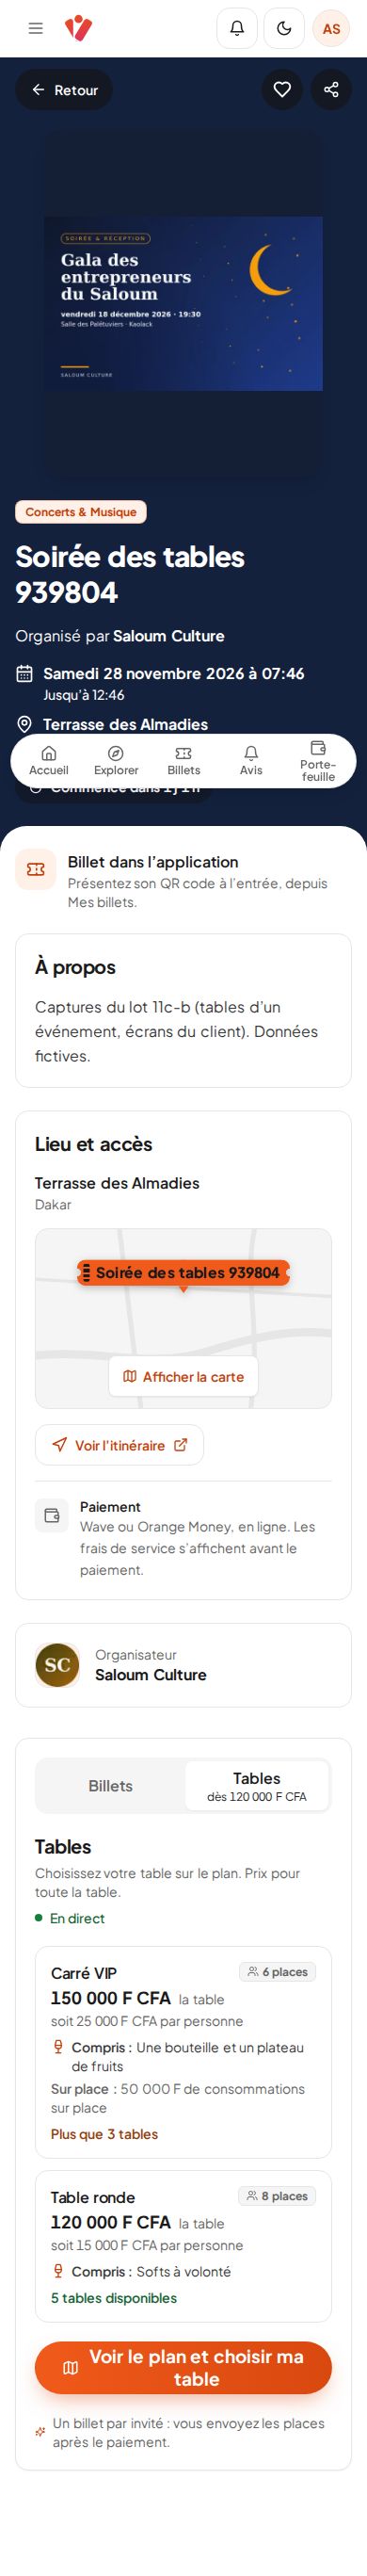 AS
Retour
SOIRÉE & RÉCEPTION
Gala des
entrepreneurs
du Saloum
vendredi 18 décembre 2026 · 19:30
Salle des Palétuviers · Kaolack
SALOUM CULTURE
Concerts & Musique
Soirée des tables
939804
Organisé par Saloum Culture
Samedi 28 novembre 2026 à 07:46
Jusqu'à 12:46
Terrasse des Almadies
Accueil
Explorer
Billets
Avis
Porte-
feuille
Billet dans l'application
Présentez son QR code à l'entrée, depuis
Mes billets.
À propos
Captures du lot 11c-b (tables d'un
événement, écrans du client). Données
fictives.
Lieu et accès
Terrasse des Almadies
Dakar
Soirée des tables 939804
Afficher la carte
Voir l'itinéraire
Paiement
Wave ou Orange Money, en ligne. Les
frais de service s'affichent avant le
paiement.
SC
Organisateur
Saloum Culture
Billets
Tables
dès 120 000 F CFA
Tables
Choisissez votre table sur le plan. Prix pour
toute la table.
En direct
Carré VIP
6 places
150 000 F CFA la table
soit 25 000 F CFA par personne
Compris : Une bouteille et un plateau
de fruits
Sur place : 50 000 F de consommations
sur place
Plus que 3 tables
Table ronde
8 places
120 000 F CFA la table
soit 15 000 F CFA par personne
Compris : Softs à volonté
5 tables disponibles
Voir le plan et choisir ma
table
Un billet par invité : vous envoyez les places
après le paiement.